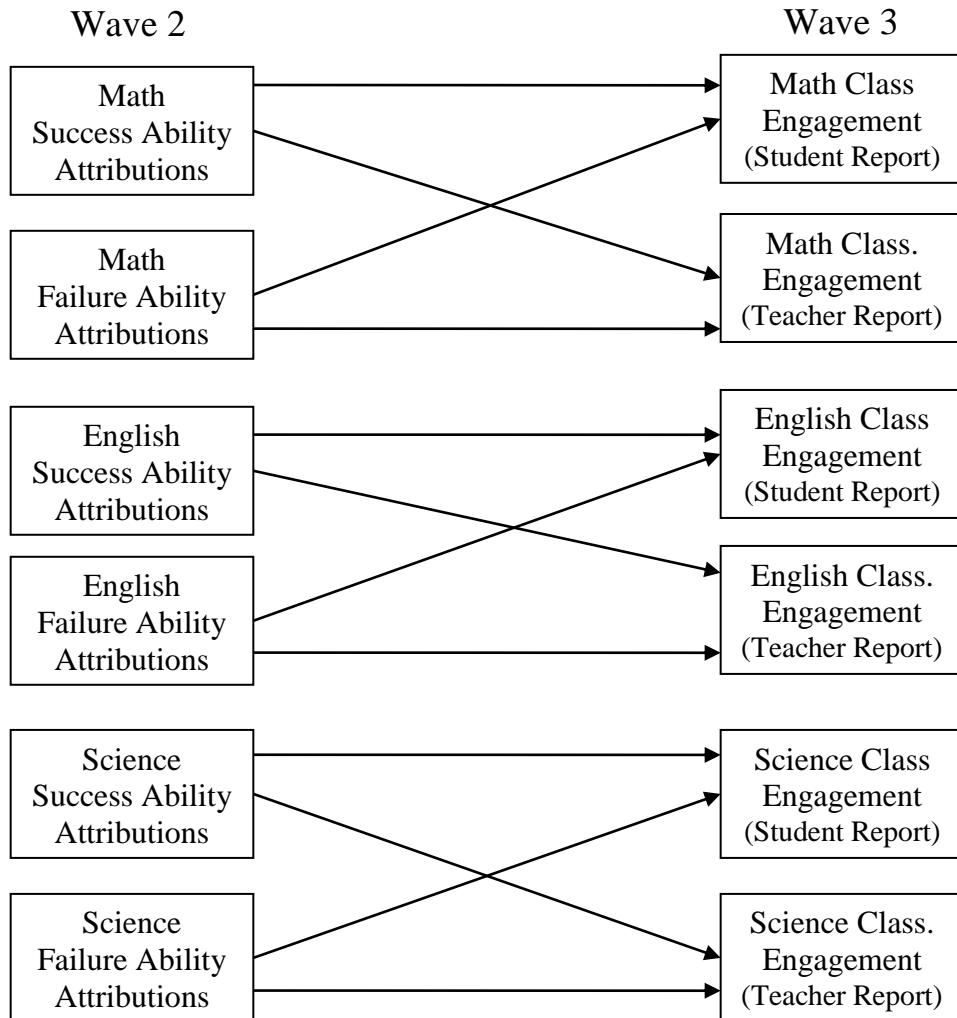 Wave 2
Wave 3
Math
Success Ability
Attributions
Math Class
Engagement
(Student Report)
Math
Failure Ability
Attributions
Math Class.
Engagement
(Teacher Report)
English
Success Ability
Attributions
English Class
Engagement
(Student Report)
English
Failure Ability
Attributions
English Class.
Engagement
(Teacher Report)
Science
Success Ability
Attributions
Science Class
Engagement
(Student Report)
Science
Failure Ability
Attributions
Science Class.
Engagement
(Teacher Report)